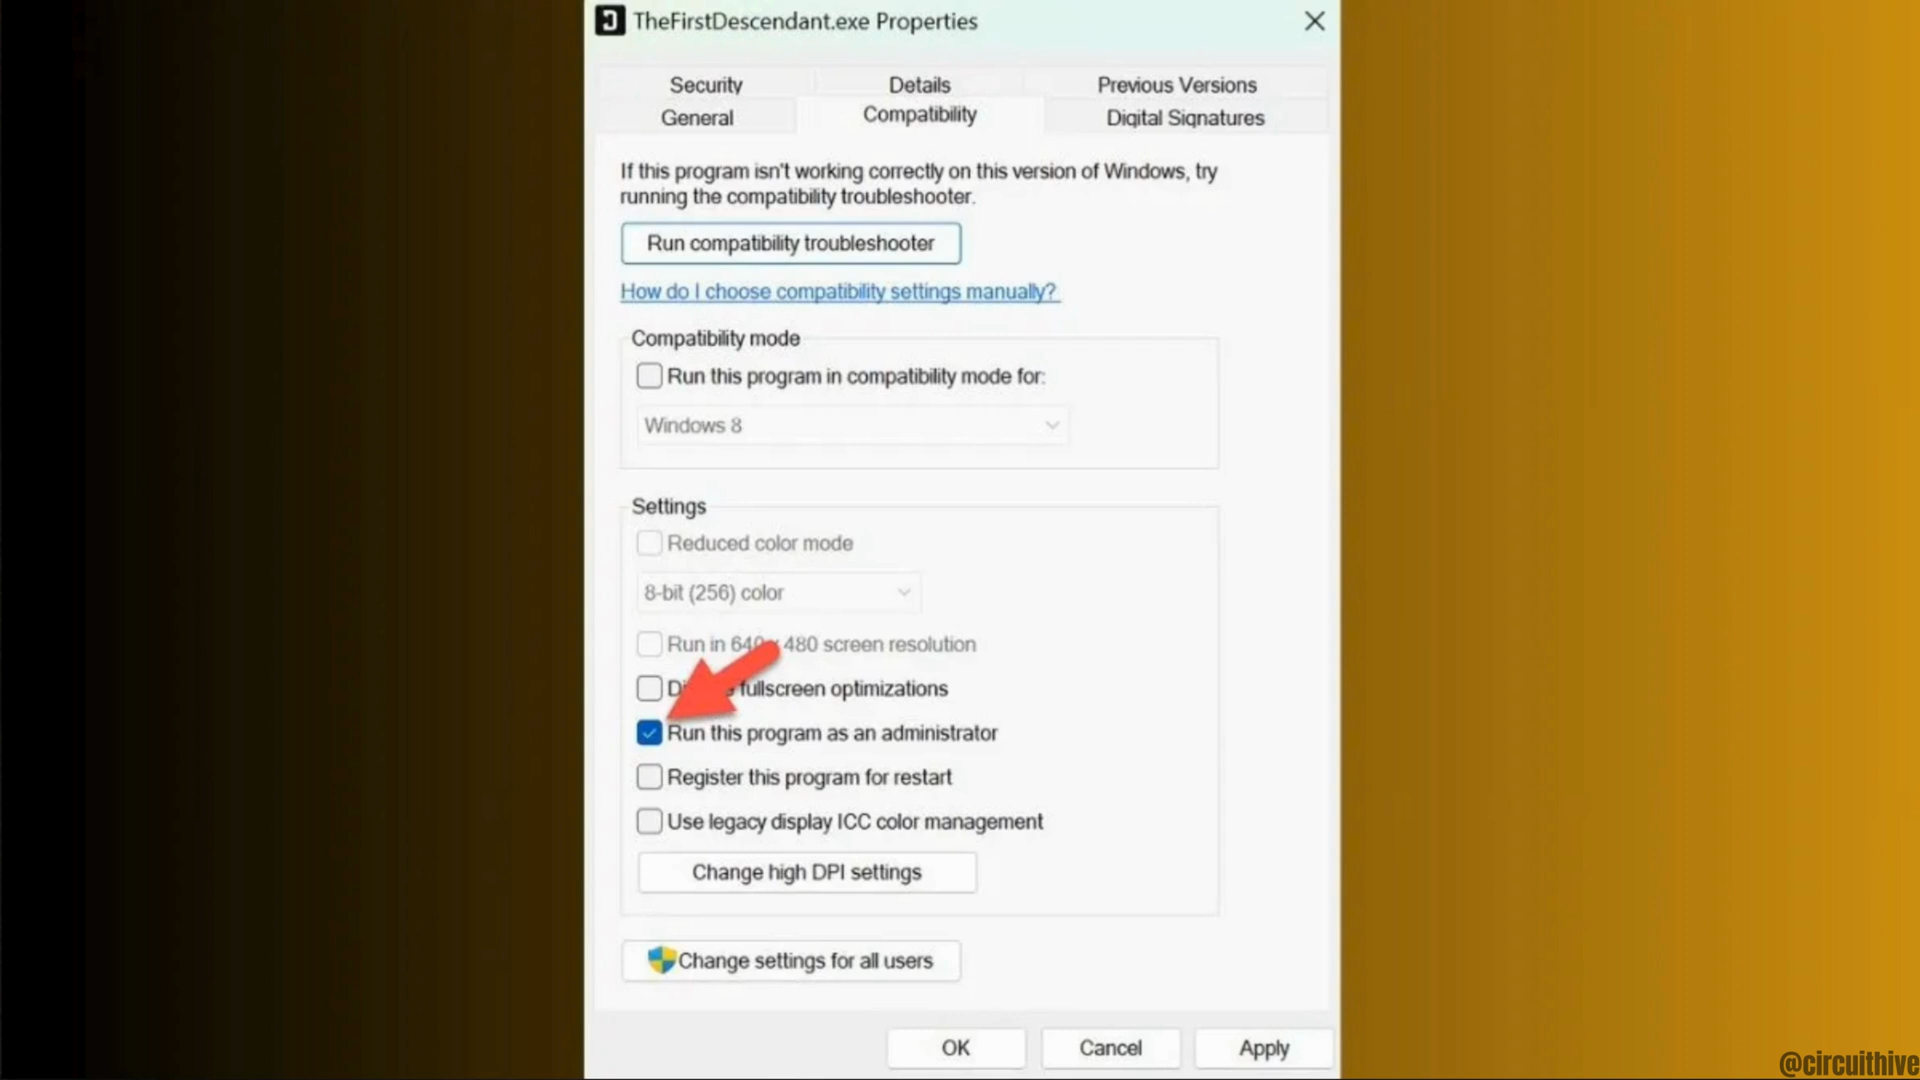 TheFirstDescendant.exe Properties
Security Details Previous Versions
General Compatibility Digital Signatures
If this program isn't working correctly on this version of Windows, try
running the compatibility troubleshooter.
Run compatibility troubleshooter
How do I choose compatibility settings manually?
Compatibility mode
Run this program in compatibility mode for:
Windows 8
Settings
Reduced color mode
8-bit (256) color
Run in 640 x 480 screen resolution
fullscreen optimizations
Run this program as an administrator
Register this program for restart
Use legacy display ICC color management
Change high DPI settings
Change settings for all users
OK Cancel Apply
@circuithive